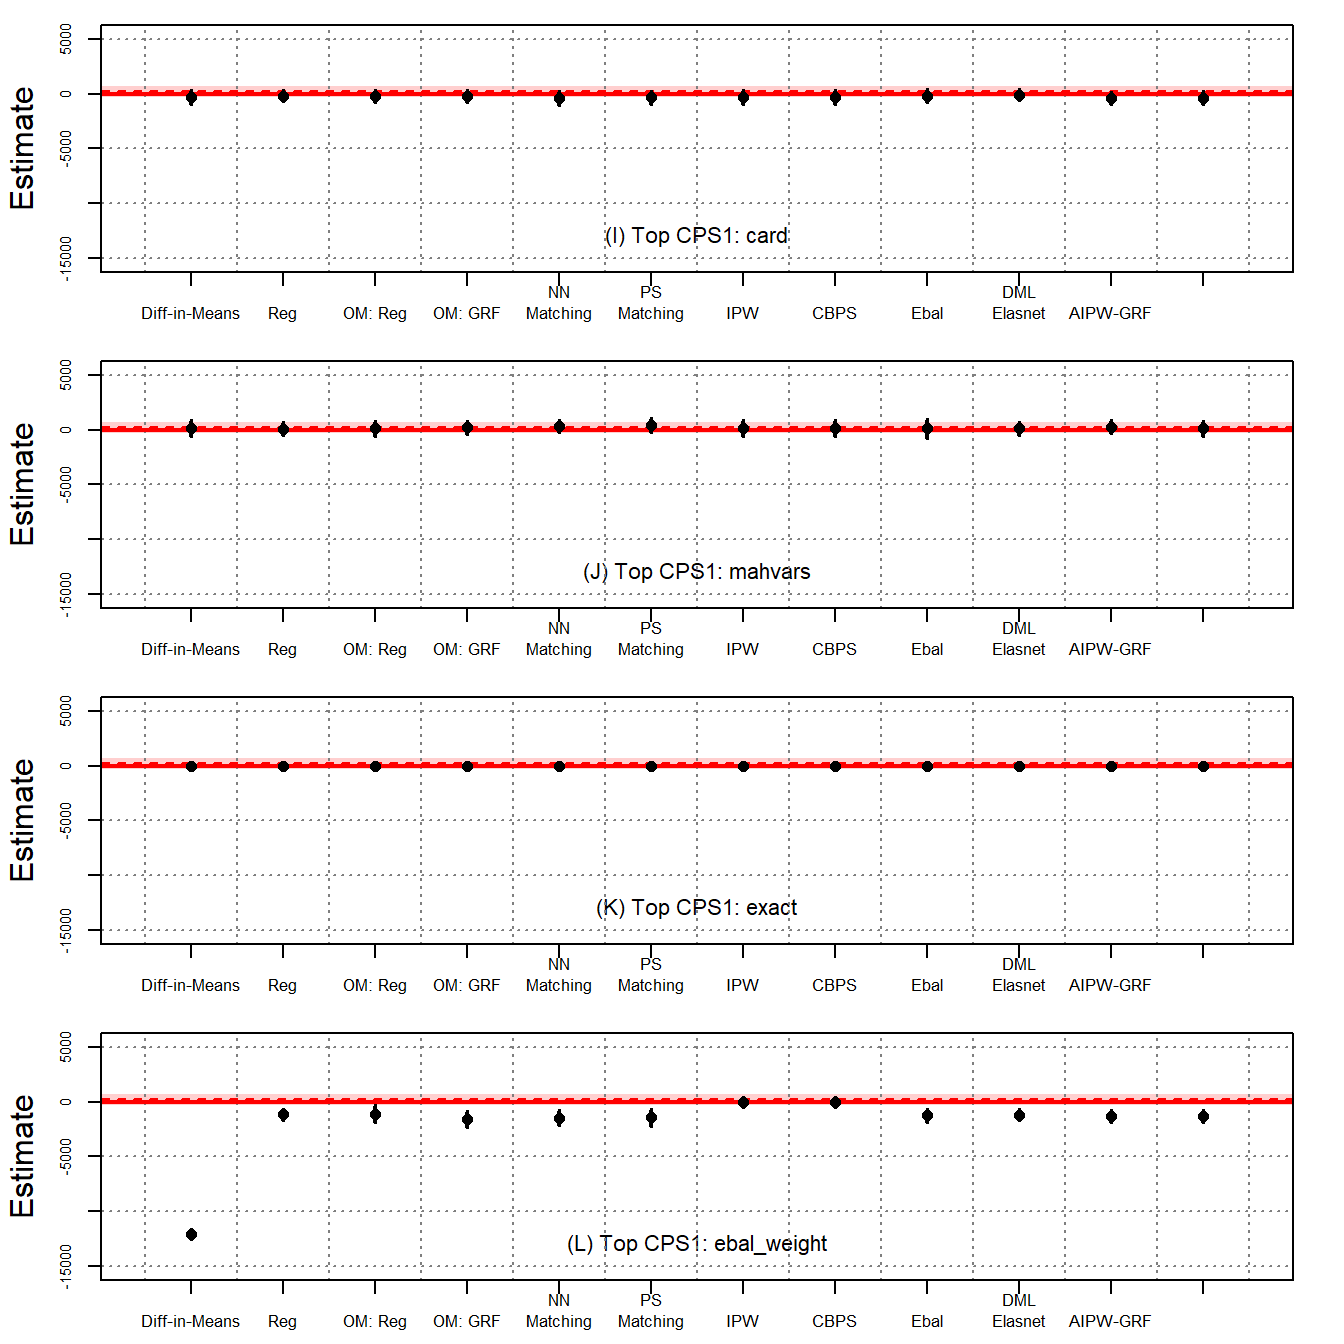 Estimate
5000
0
-5000
-15000
(I) Top CPS1: card
Diff-in-Means Reg OM: Reg OM: GRF NN Matching PS Matching IPW CBPS Ebal DML Elasnet AIPW-GRF
Estimate
5000
0
-5000
-15000
(J) Top CPS1: mahvars
Diff-in-Means Reg OM: Reg OM: GRF NN Matching PS Matching IPW CBPS Ebal DML Elasnet AIPW-GRF
Estimate
5000
0
-5000
-15000
(K) Top CPS1: exact
Diff-in-Means Reg OM: Reg OM: GRF NN Matching PS Matching IPW CBPS Ebal DML Elasnet AIPW-GRF
Estimate
5000
0
-5000
-15000
(L) Top CPS1: ebal_weight
Diff-in-Means Reg OM: Reg OM: GRF NN Matching PS Matching IPW CBPS Ebal DML Elasnet AIPW-GRF